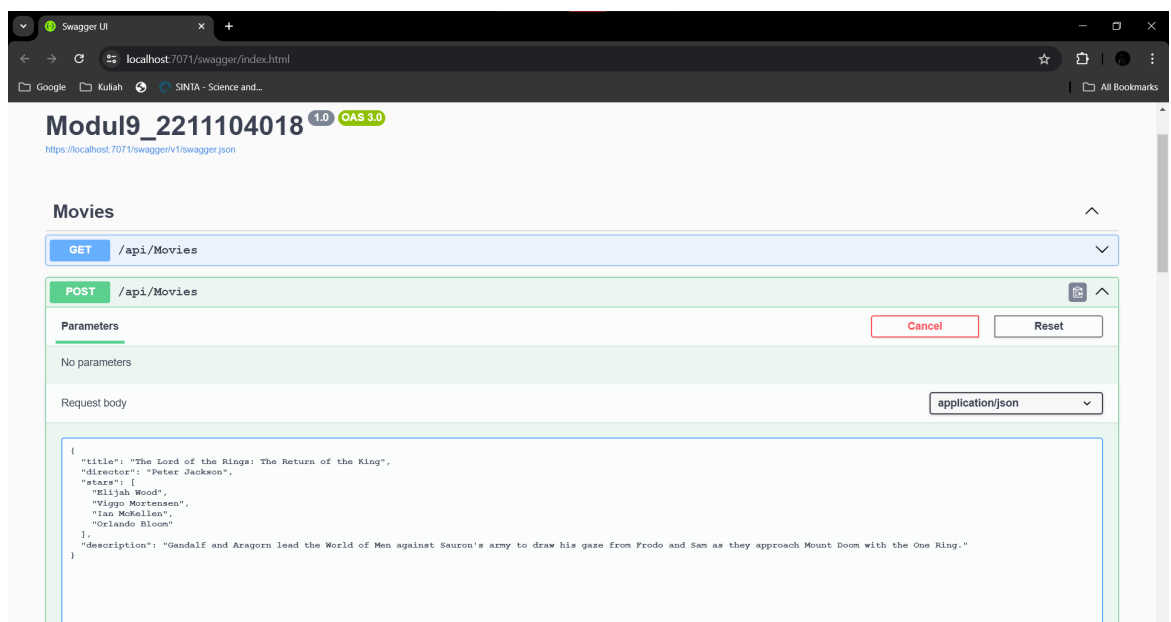 Swagger UI
localhost:7071/swagger/index.html
Google Kuliah SINTA - Science and... All Bookmarks
Modul9_2211104018 1.0 OAS 3.0
https://localhost:7071/swagger/v1/swagger.json
Movies
GET /api/Movies
POST /api/Movies
Parameters Cancel Reset
No parameters
Request body application/json
{
"title": "The Lord of the Rings: The Return of the King",
"director": "Peter Jackson",
"stars": [
"Elijah Wood",
"Viggo Mortensen",
"Ian McKellen",
"Orlando Bloom"
],
"description": "Gandalf and Aragorn lead the World of Men against Sauron's army to draw his gaze from Frodo and Sam as they approach Mount Doom with the One Ring."
}